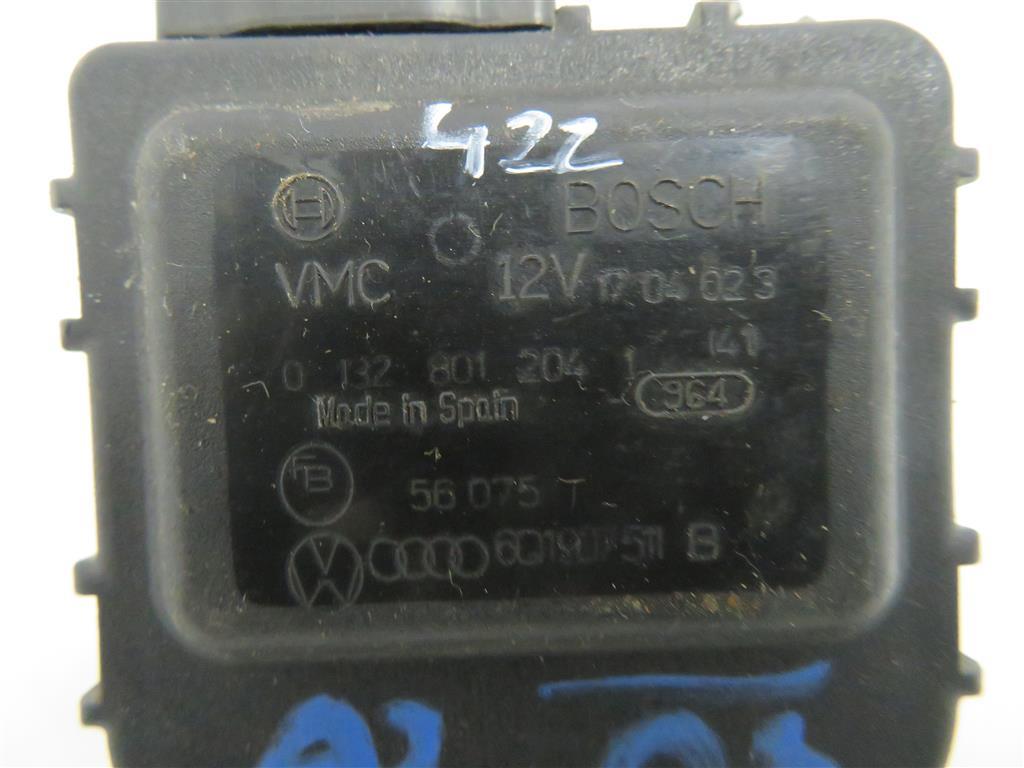 422
BOSCH
VMC 12V 17 04 02 3
(41)
0 132 801 204 1
964
Made in Spain
FB 56 075 T
6Q1907511 B